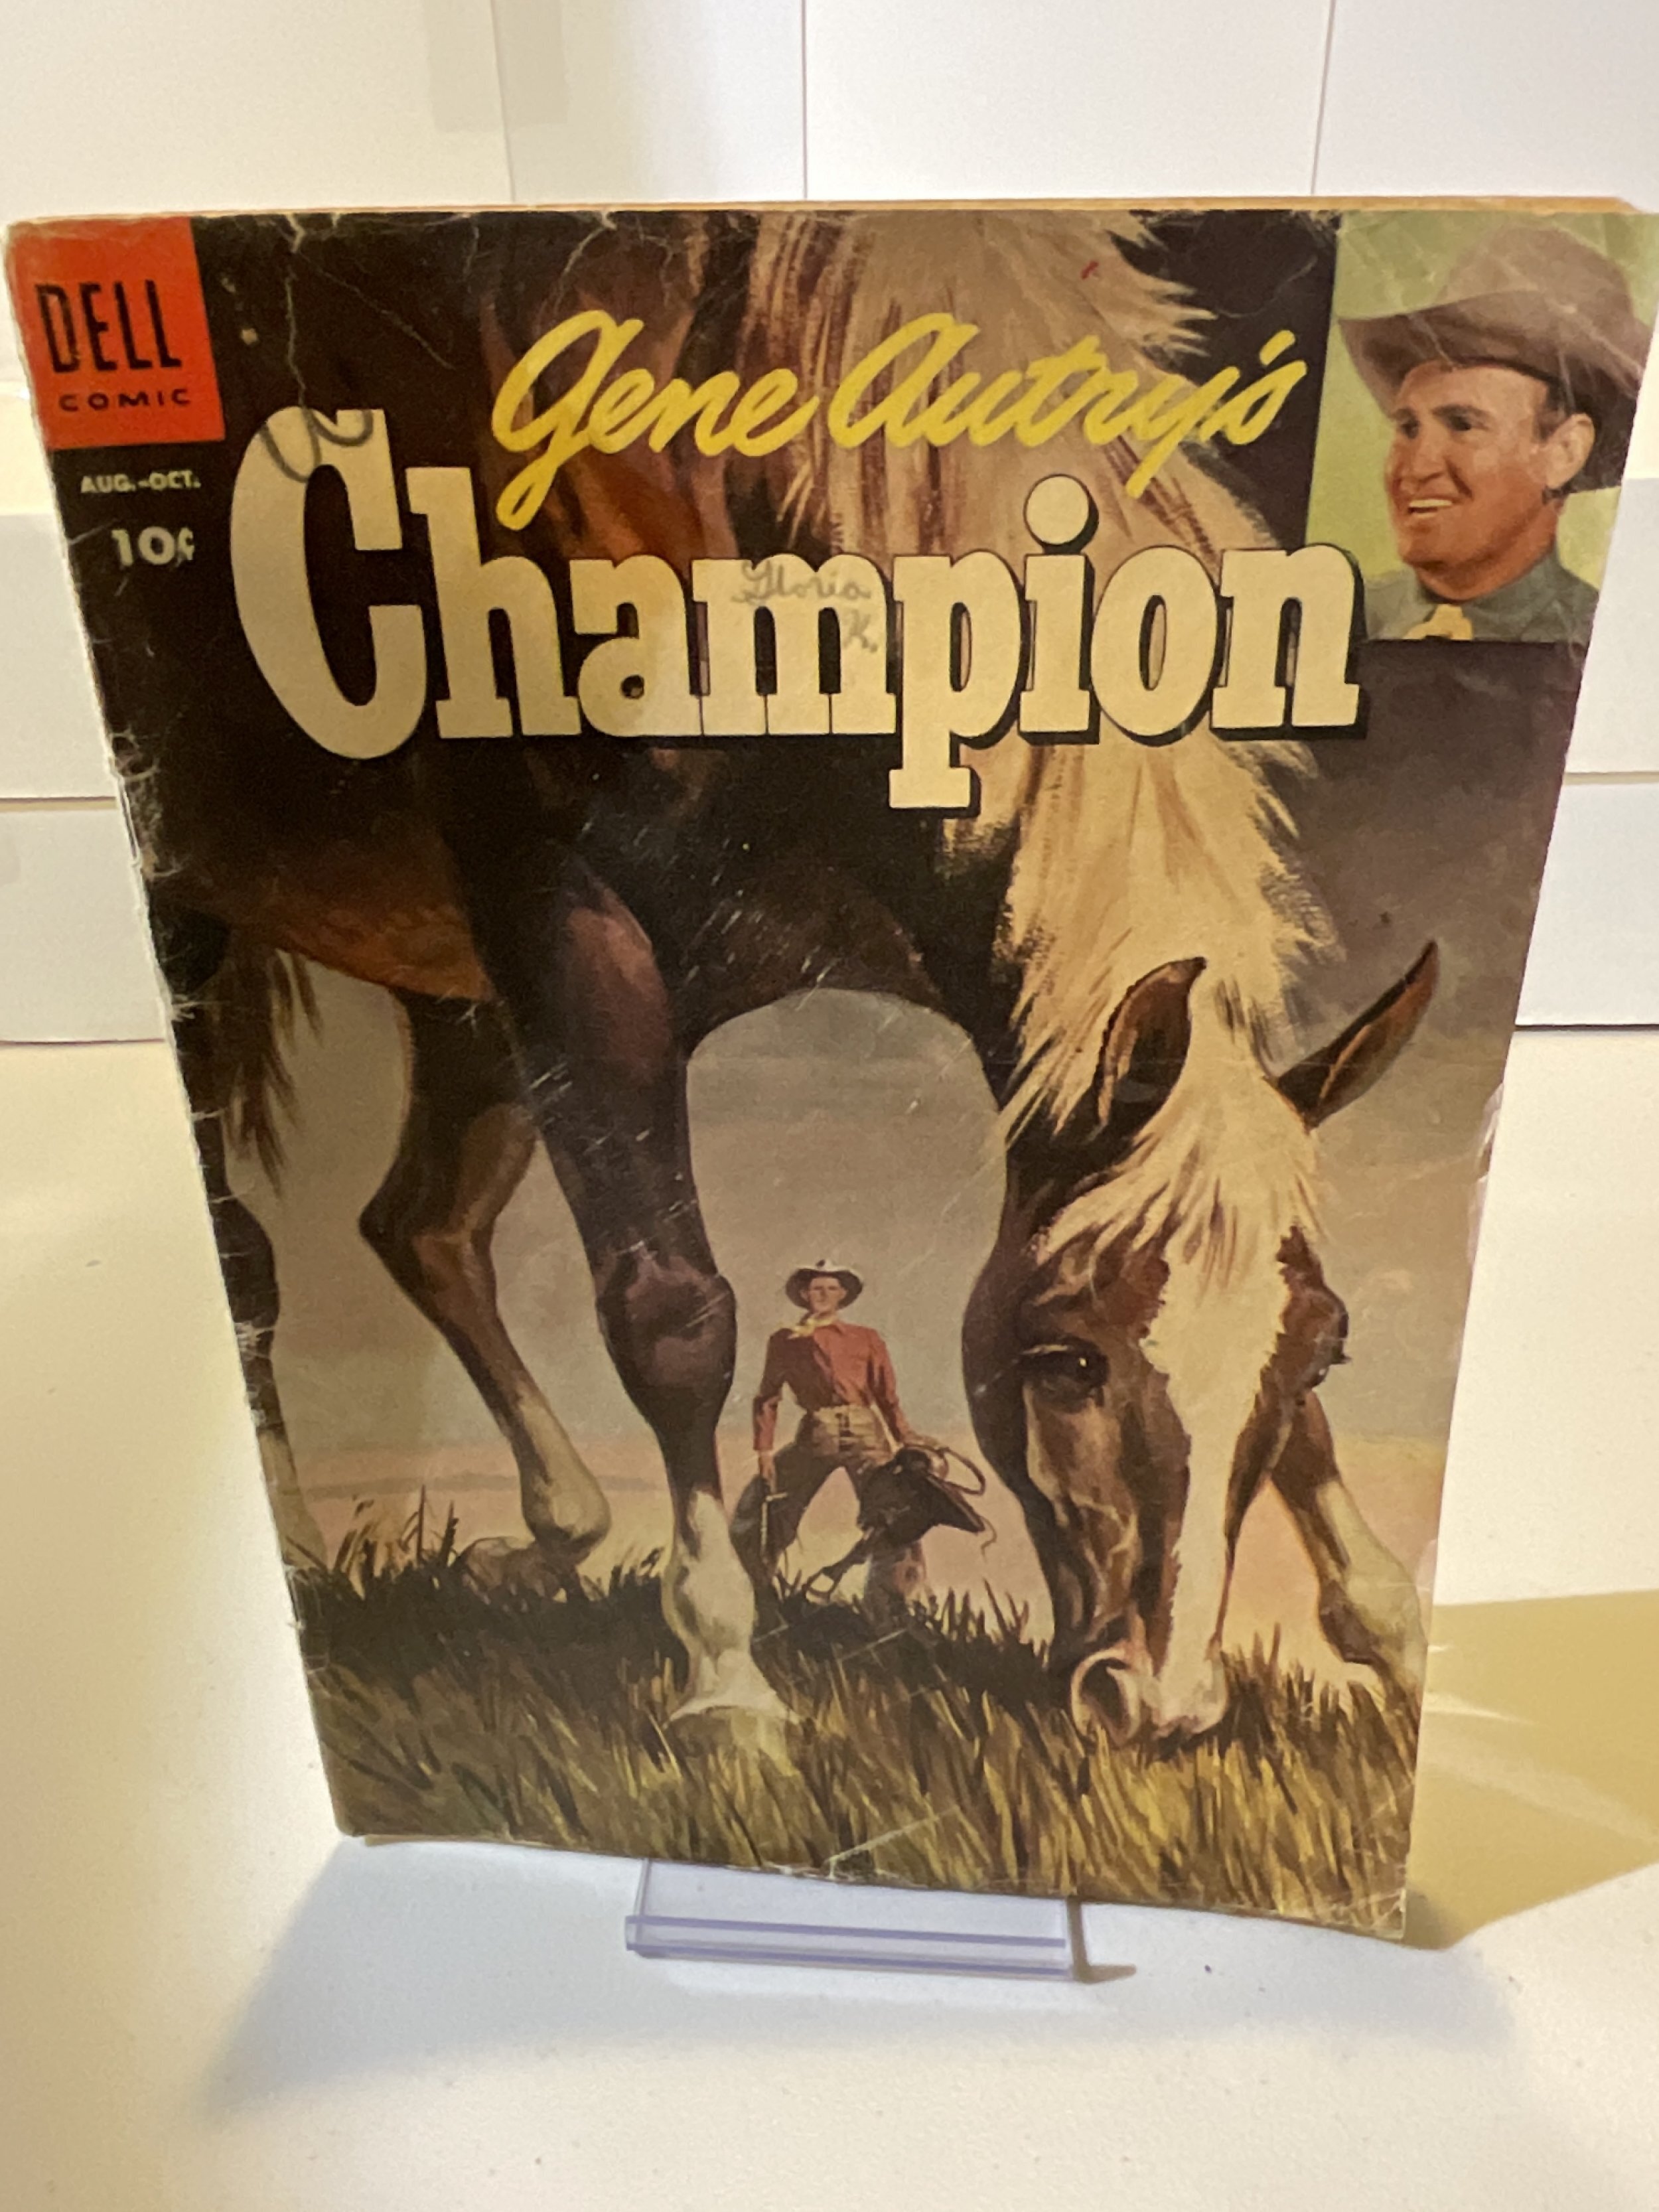 DELL
COMIC
AUG.-OCT.
10¢
Gene Autry's
Champion
Gloria
K.